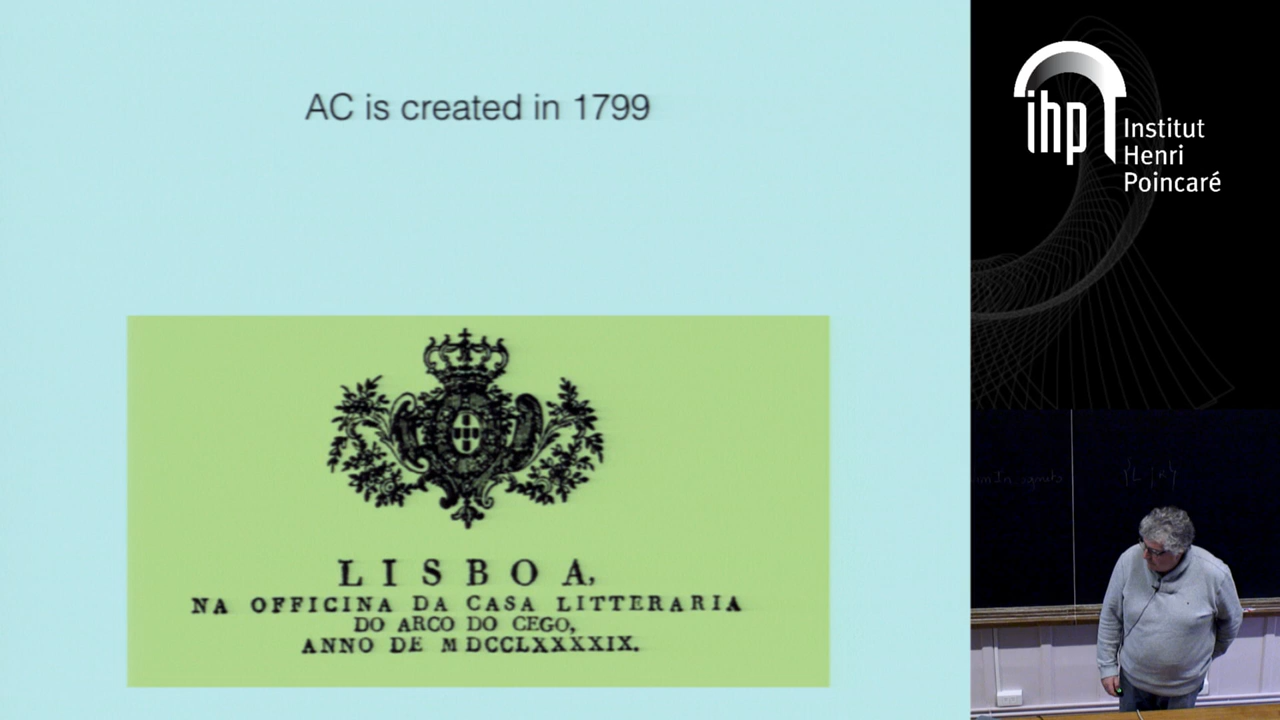 AC is created in 1799
LISBOA,
NA OFFICINA DA CASA LITTERARIA
DO ARCO DO CEGO,
ANNO DE MDCCLXXXXIX.
ihp
Institut
Henri
Poincaré